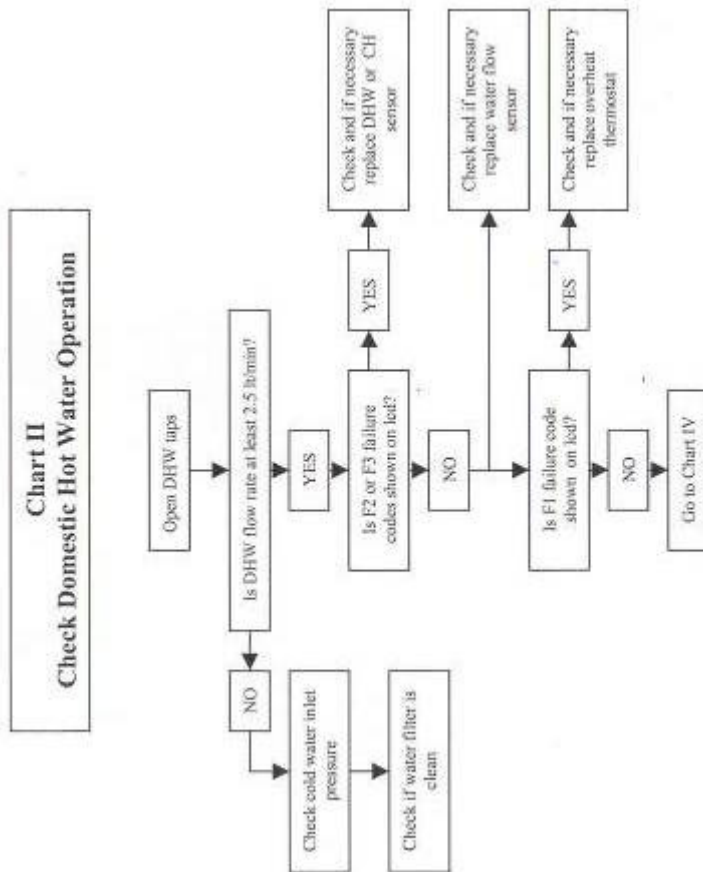 Chart II
Check Domestic Hot Water Operation
Open DHW taps
Is DHW flow rate at least 2.5 lt/min?
NO
Check cold water inlet
pressure
Check if water filter is
clean
YES
Is F2 or F3 failure
codes shown on lcd?
YES
Check and if necessary
replace DHW or CH
sensor
NO
Check and if necessary
replace water flow
sensor
Is F1 failure code
shown on lcd?
YES
Check and if necessary
replace overheat
thermostat
NO
Go to Chart IV